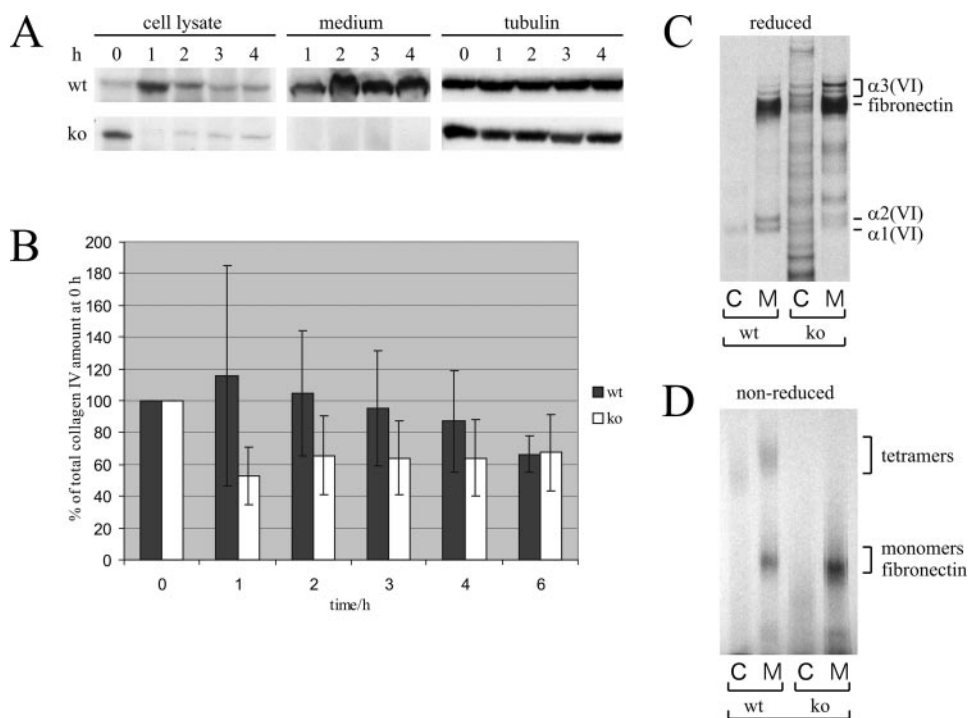 A
cell lysate medium tubulin
h 0 1 2 3 4 1 2 3 4 0 1 2 3 4
wt
ko
B
% of total collagen IV amount at 0 h
200
180
160
140
120
100
80
60
40
20
0
0 1 2 3 4 6
time/h
wt
ko
C
reduced
α3(VI)
fibronectin
α2(VI)
α1(VI)
C M C M
wt ko
D
non-reduced
tetramers
monomers
fibronectin
C M C M
wt ko